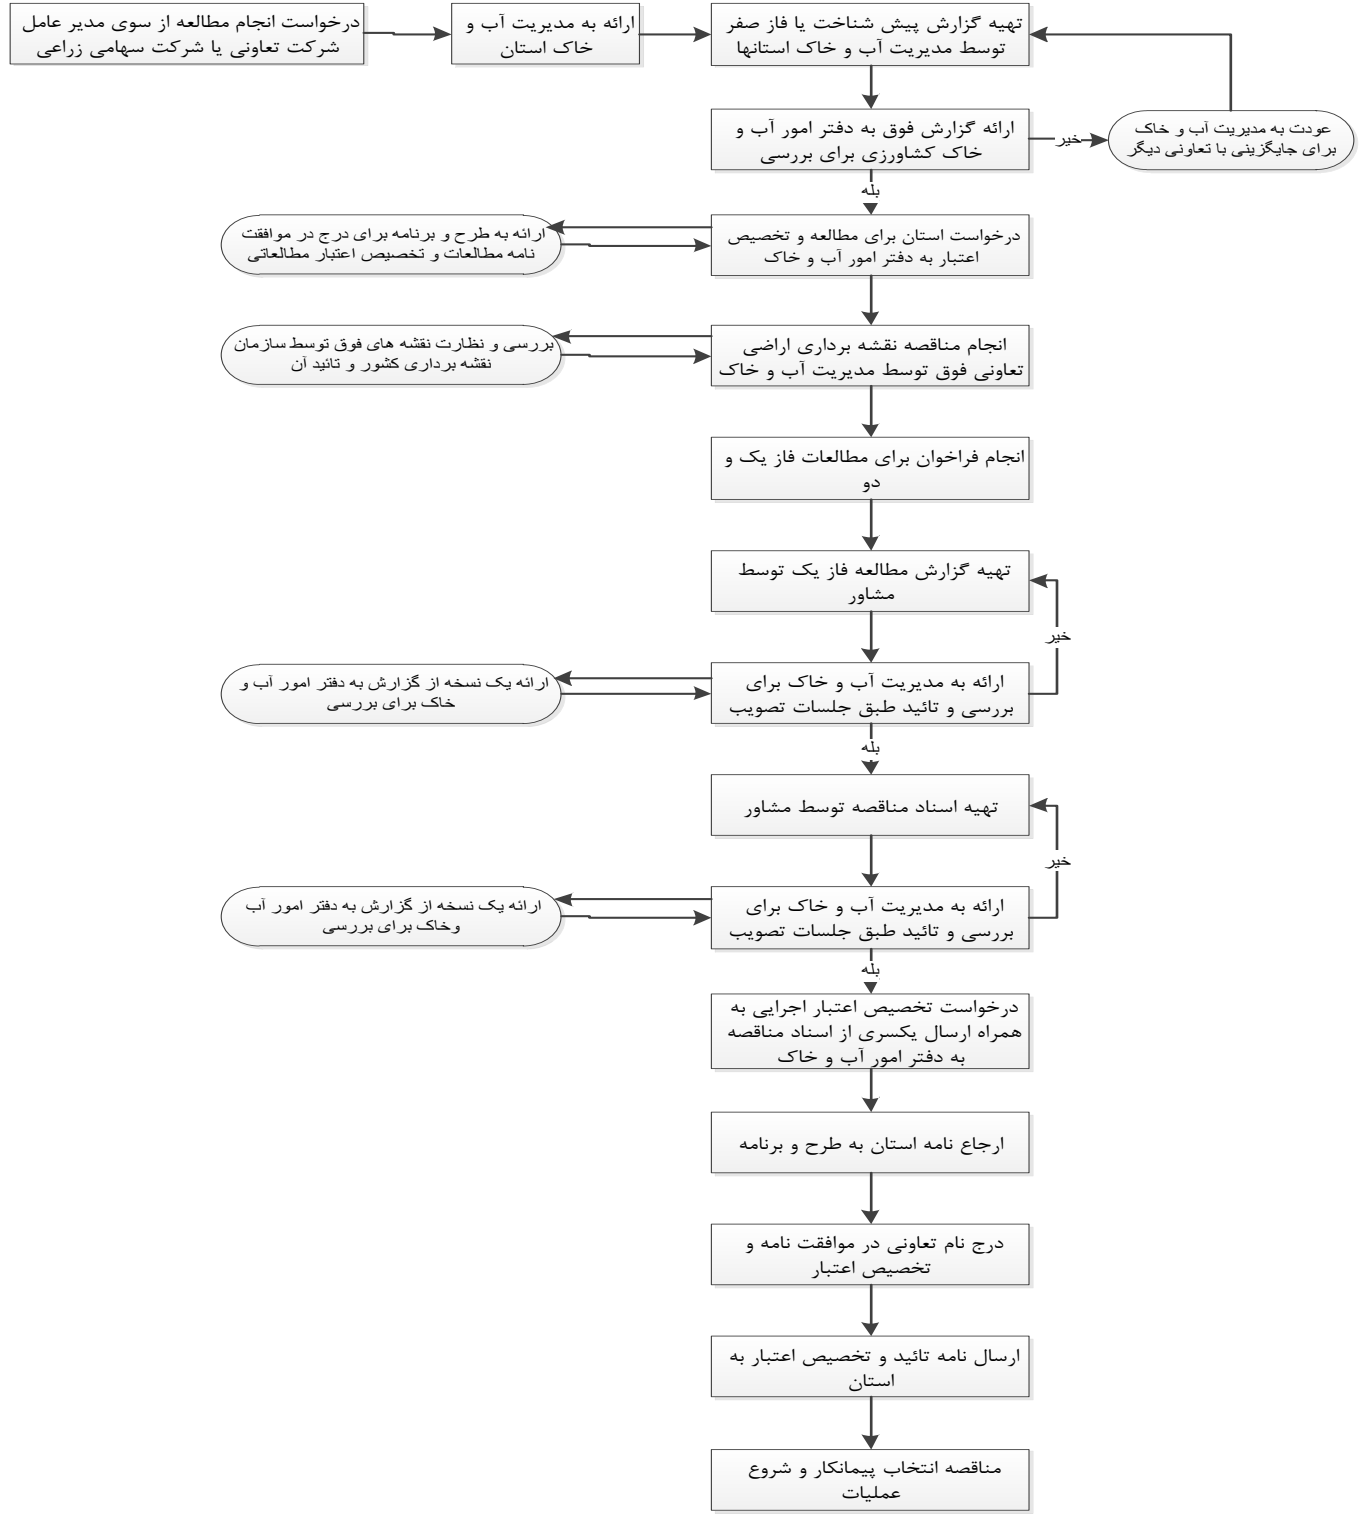 درخواست انجام مطالعه از سوی مدیر عامل
شرکت تعاونی یا شرکت سهامی زراعی
ارائه به مدیریت آب و
خاک استان
تهیه گزارش پیش شناخت یا فاز صفر
توسط مدیریت آب و خاک استانها
ارائه گزارش فوق به دفتر امور آب و
خاک کشاورزی برای بررسی
خیر
عودت به مدیریت آب و خاک
برای جایگزینی با تعاونی دیگر
بله
درخواست استان برای مطالعه و تخصیص
اعتبار به دفتر امور آب و خاک
ارائه به طرح و برنامه برای درج در موافقت
نامه مطالعات و تخصیص اعتبار مطالعاتی
انجام مناقصه نقشه برداری اراضی
تعاونی فوق توسط مدیریت آب و خاک
بررسی و نظارت نقشه های فوق توسط سازمان
نقشه برداری کشور و تائید آن
انجام فراخوان برای مطالعات فاز یک و
دو
تهیه گزارش مطالعه فاز یک توسط
مشاور
خیر
ارائه به مدیریت آب و خاک برای
بررسی و تائید طبق جلسات تصویب
ارائه یک نسخه از گزارش به دفتر امور آب و
خاک برای بررسی
بله
تهیه اسناد مناقصه توسط مشاور
خیر
ارائه به مدیریت آب و خاک برای
بررسی و تائید طبق جلسات تصویب
ارائه یک نسخه از گزارش به دفتر امور آب
وخاک برای بررسی
بله
درخواست تخصیص اعتبار اجرایی به
همراه ارسال یکسری از اسناد مناقصه
به دفتر امور آب و خاک
ارجاع نامه استان به طرح و برنامه
درج نام تعاونی در موافقت نامه و
تخصیص اعتبار
ارسال نامه تائید و تخصیص اعتبار به
استان
مناقصه انتخاب پیمانکار و شروع
عملیات